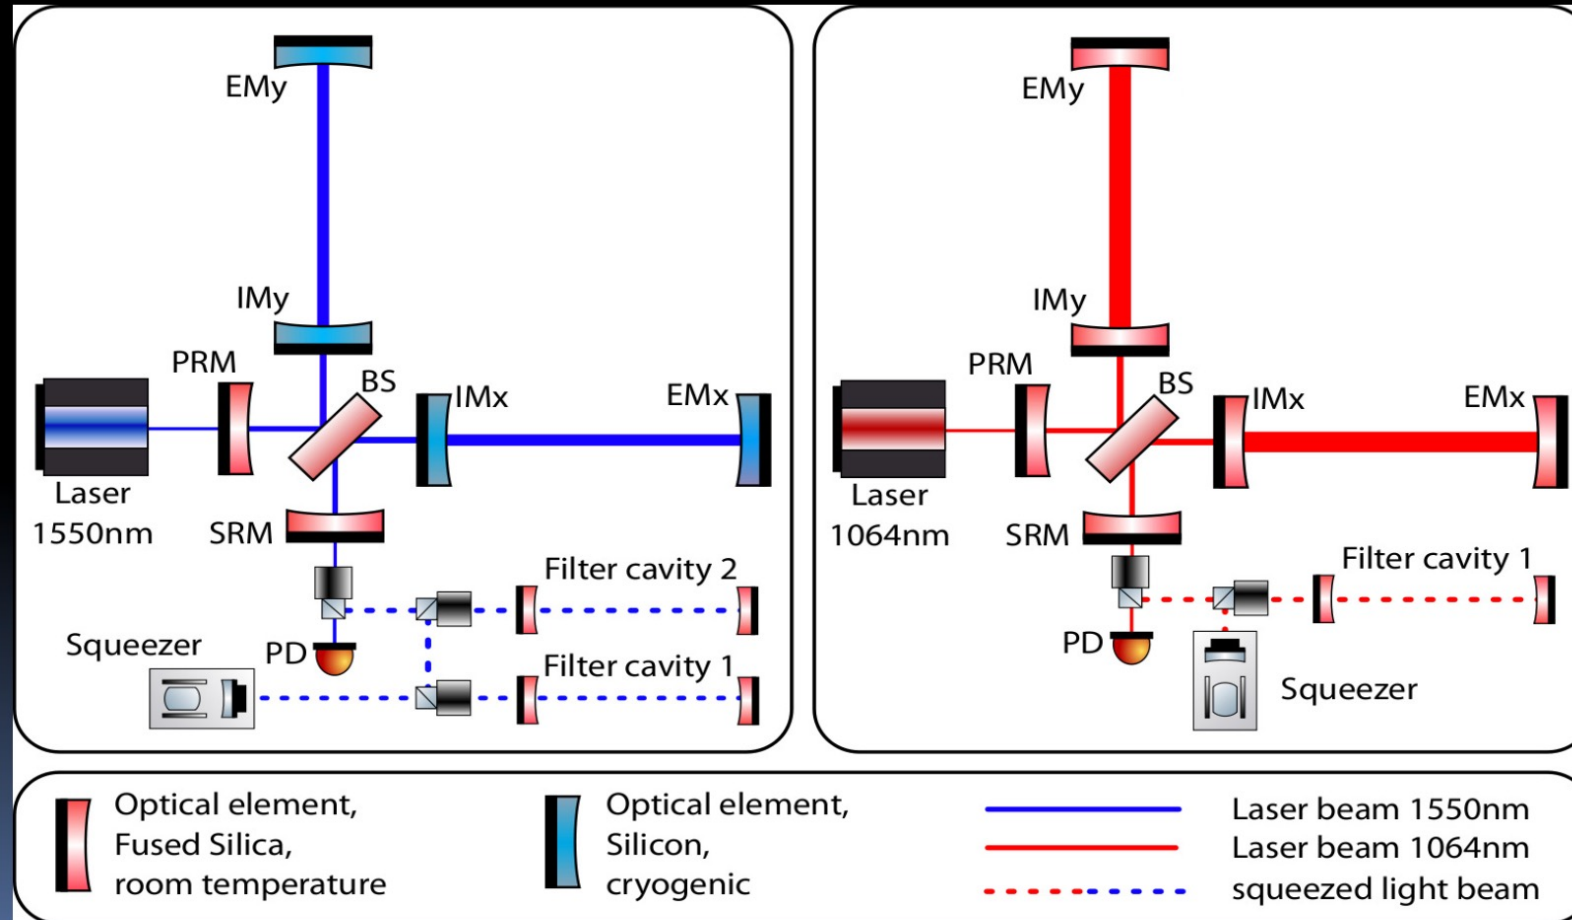 EMy
IMy
PRM
BS
IMx
EMx
Laser
1550nm
SRM
Filter cavity 2
Squeezer
PD
Filter cavity 1
EMy
IMy
PRM
BS
IMx
EMx
Laser
1064nm
SRM
Filter cavity 1
PD
Squeezer
Optical element,
Fused Silica,
room temperature
Optical element,
Silicon,
cryogenic
Laser beam 1550nm
Laser beam 1064nm
squeezed light beam